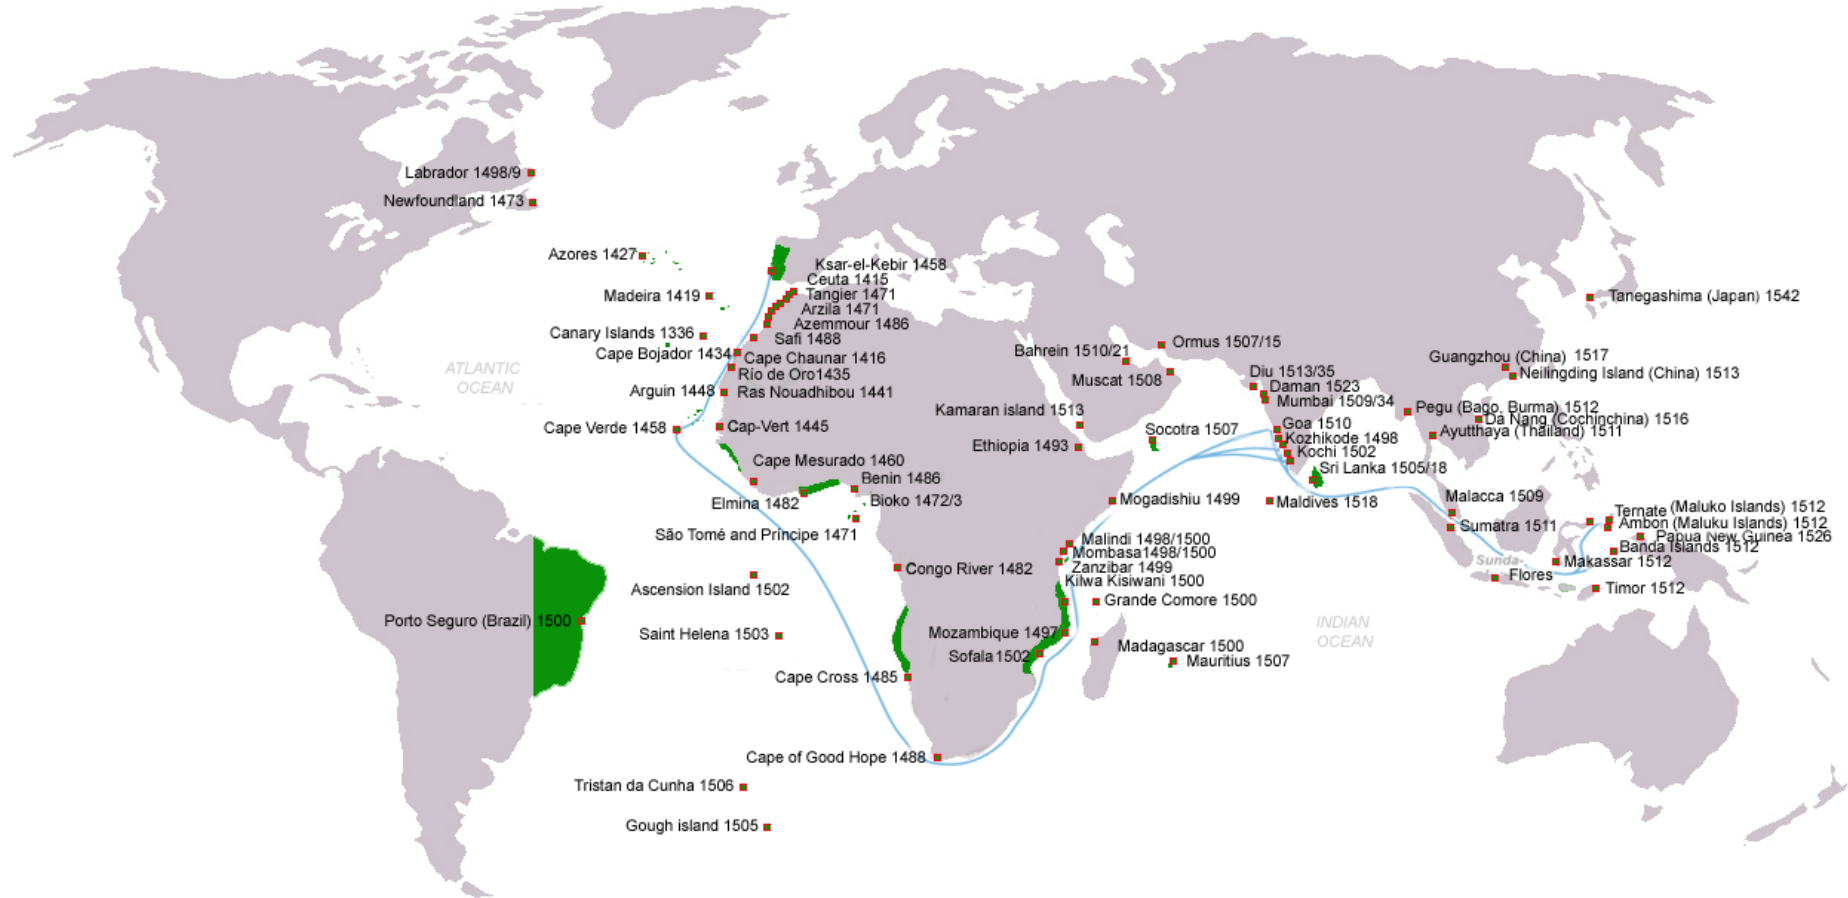 Labrador 1498/9
Newfoundland 1473
Azores 1427
Ksar-el-Kebir 1458
Ceuta 1415
Madeira 1419
Tangier 1471
Arzila 1471
Azemmour 1486
Canary Islands 1336
Safi 1488
Cape Bojador 1434
Cape Chaunar 1416
Río de Oro1435
Arguin 1448
Ras Nouadhibou 1441
Cape Verde 1458
Cap-Vert 1445
Cape Mesurado 1460
Benin 1486
Elmina 1482
Bioko 1472/3
São Tomé and Príncipe 1471
ATLANTIC
OCEAN
Congo River 1482
Ascension Island 1502
Porto Seguro (Brazil) 1500
Saint Helena 1503
Cape Cross 1485
Cape of Good Hope 1488
Tristan da Cunha 1506
Gough island 1505
Tanegashima (Japan) 1542
Ormus 1507/15
Bahrein 1510/21
Muscat 1508
Guangzhou (China) 1517
Neilingding Island (China) 1513
Diu 1513/35
Daman 1523
Mumbai 1509/34
Kamaran island 1513
Pegu (Bago, Burma) 1512
Da Nang (Cochinchina) 1516
Ayutthaya (Thailand) 1511
Goa 1510
Socotra 1507
Kozhikode 1498
Ethiopia 1493
Kochi 1502
Sri Lanka 1505/18
Mogadishiu 1499
Maldives 1518
Malacca 1509
Ternate (Maluko Islands) 1512
Sumatra 1511
Ambon (Maluku Islands) 1512
Papua New Guinea 1526
Banda Islands 1512
Malindi 1498/1500
Mombasa1498/1500
Zanzibar 1499
Sunda-
Makassar 1512
Flores
Kilwa Kisiwani 1500
Timor 1512
Grande Comore 1500
Mozambique 1497
INDIAN
OCEAN
Madagascar 1500
Sofala1502
Mauritius 1507